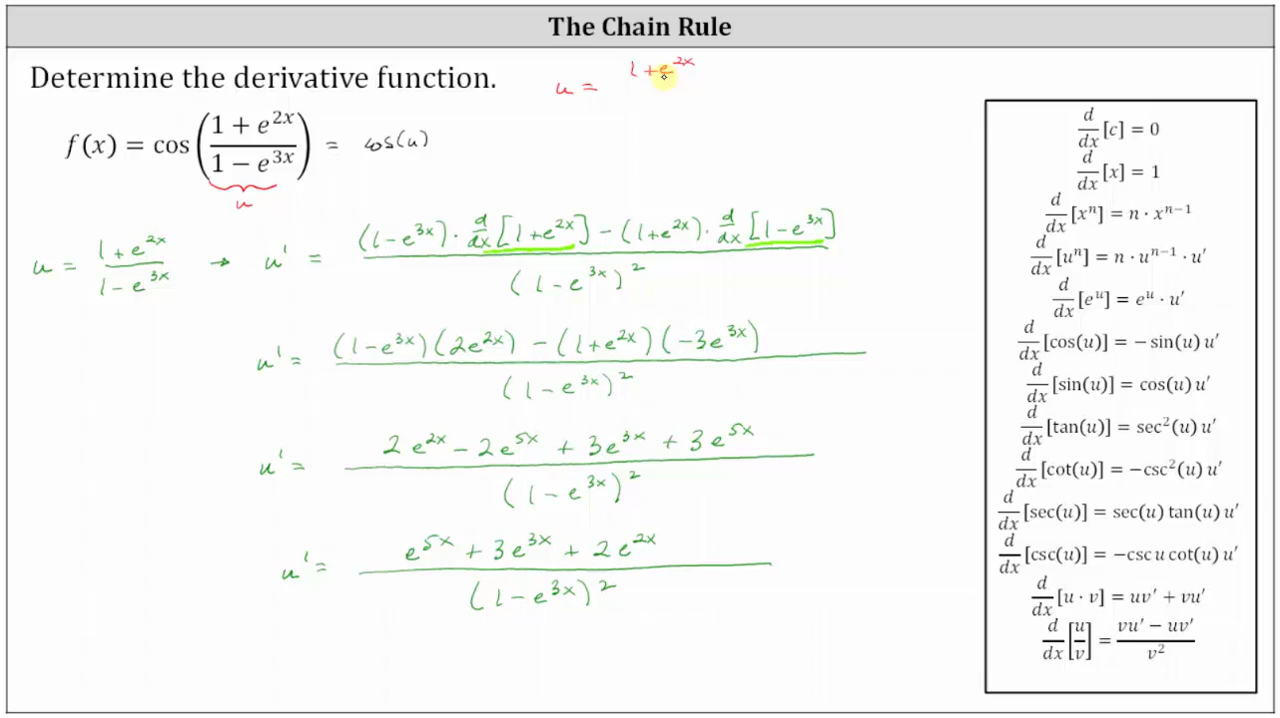 The Chain Rule
Determine the derivative function.
u = 1 + e^{2x}
f(x) = cos((1 + e^{2x})/(1 − e^{3x})) = cos(u)
u
u = (1 + e^{2x})/(1 − e^{3x}) → u' = ((1 − e^{3x}) · d/dx [1 + e^{2x}] − (1 + e^{2x}) · d/dx [1 − e^{3x}])/(1 − e^{3x})^2
u' = ((1 − e^{3x})(2e^{2x}) − (1 + e^{2x})(−3e^{3x}))/(1 − e^{3x})^2
u' = (2e^{2x} − 2e^{5x} + 3e^{3x} + 3e^{5x})/(1 − e^{3x})^2
u' = (e^{5x} + 3e^{3x} + 2e^{2x})/(1 − e^{3x})^2
d/dx [c] = 0
d/dx [x] = 1
d/dx [x^n] = n · x^{n−1}
d/dx [u^n] = n · u^{n−1} · u'
d/dx [e^u] = e^u · u'
d/dx [cos(u)] = − sin(u) u'
d/dx [sin(u)] = cos(u) u'
d/dx [tan(u)] = sec^2(u) u'
d/dx [cot(u)] = −csc^2(u) u'
d/dx [sec(u)] = sec(u) tan(u) u'
d/dx [csc(u)] = −csc u cot(u) u'
d/dx [u · v] = uv' + vu'
d/dx [u/v] = (vu' − uv')/v^2